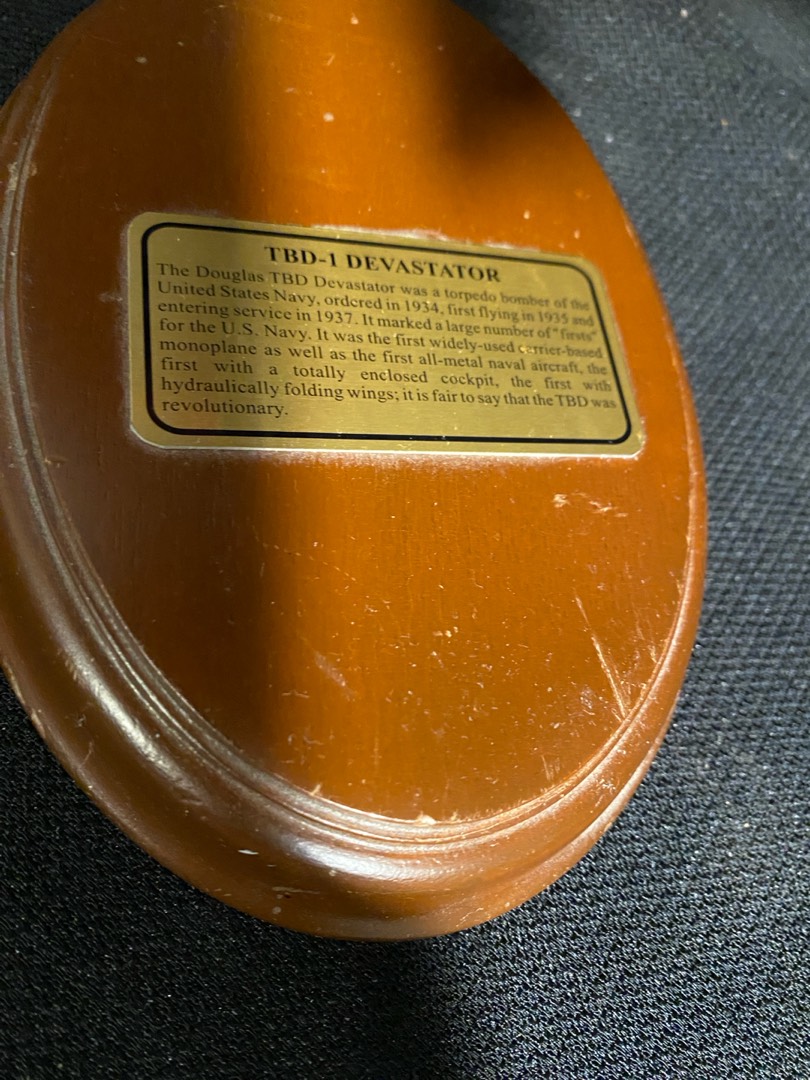 TBD-1 DEVASTATOR
The Douglas TBD Devastator was a torpedo bomber of the
United States Navy, ordered in 1934, first flying in 1935 and
entering service in 1937. It marked a large number of "firsts"
for the U.S. Navy. It was the first widely-used carrier-based
monoplane as well as the first all-metal naval aircraft, the
first with a totally enclosed cockpit, the first with
hydraulically folding wings; it is fair to say that the TBD was
revolutionary.